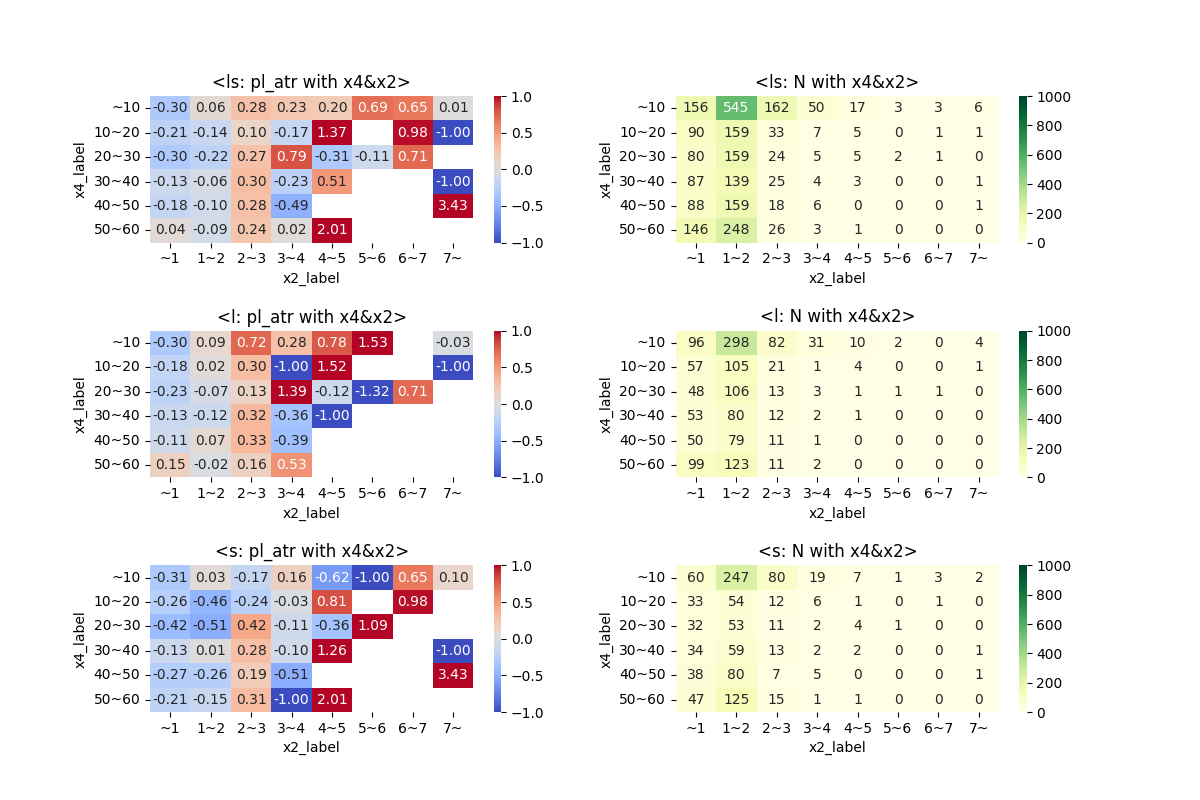 <ls: pl_atr with x4&x2>
x4_label
~10 -0.30 0.06 0.28 0.23 0.20 0.69 0.65 0.01
10~20 -0.21 -0.14 0.10 -0.17 1.37 0.98 -1.00
20~30 -0.30 -0.22 0.27 0.79 -0.31 -0.11 0.71
30~40 -0.13 -0.06 0.30 -0.23 0.51 -1.00
40~50 -0.18 -0.10 0.28 -0.49 3.43
50~60 0.04 -0.09 0.24 0.02 2.01
~1 1~2 2~3 3~4 4~5 5~6 6~7 7~
x2_label
1.0
0.5
0.0
−0.5
−1.0
<ls: N with x4&x2>
x4_label
~10 156 545 162 50 17 3 3 6
10~20 90 159 33 7 5 0 1 1
20~30 80 159 24 5 5 2 1 0
30~40 87 139 25 4 3 0 0 1
40~50 88 159 18 6 0 0 0 1
50~60 146 248 26 3 1 0 0 0
~1 1~2 2~3 3~4 4~5 5~6 6~7 7~
x2_label
1000
800
600
400
200
0
<l: pl_atr with x4&x2>
x4_label
~10 -0.30 0.09 0.72 0.28 0.78 1.53 -0.03
10~20 -0.18 0.02 0.30 -1.00 1.52 -1.00
20~30 -0.23 -0.07 0.13 1.39 -0.12 -1.32 0.71
30~40 -0.13 -0.12 0.32 -0.36 -1.00
40~50 -0.11 0.07 0.33 -0.39
50~60 0.15 -0.02 0.16 0.53
~1 1~2 2~3 3~4 4~5 5~6 6~7 7~
x2_label
1.0
0.5
0.0
−0.5
−1.0
<l: N with x4&x2>
x4_label
~10 96 298 82 31 10 2 0 4
10~20 57 105 21 1 4 0 0 1
20~30 48 106 13 3 1 1 1 0
30~40 53 80 12 2 1 0 0 0
40~50 50 79 11 1 0 0 0 0
50~60 99 123 11 2 0 0 0 0
~1 1~2 2~3 3~4 4~5 5~6 6~7 7~
x2_label
1000
800
600
400
200
0
<s: pl_atr with x4&x2>
x4_label
~10 -0.31 0.03 -0.17 0.16 -0.62 -1.00 0.65 0.10
10~20 -0.26 -0.46 -0.24 -0.03 0.81 0.98
20~30 -0.42 -0.51 0.42 -0.11 -0.36 1.09
30~40 -0.13 0.01 0.28 -0.10 1.26 -1.00
40~50 -0.27 -0.26 0.19 -0.51 3.43
50~60 -0.21 -0.15 0.31 -1.00 2.01
~1 1~2 2~3 3~4 4~5 5~6 6~7 7~
x2_label
1.0
0.5
0.0
−0.5
−1.0
<s: N with x4&x2>
x4_label
~10 60 247 80 19 7 1 3 2
10~20 33 54 12 6 1 0 1 0
20~30 32 53 11 2 4 1 0 0
30~40 34 59 13 2 2 0 0 1
40~50 38 80 7 5 0 0 0 1
50~60 47 125 15 1 1 0 0 0
~1 1~2 2~3 3~4 4~5 5~6 6~7 7~
x2_label
1000
800
600
400
200
0